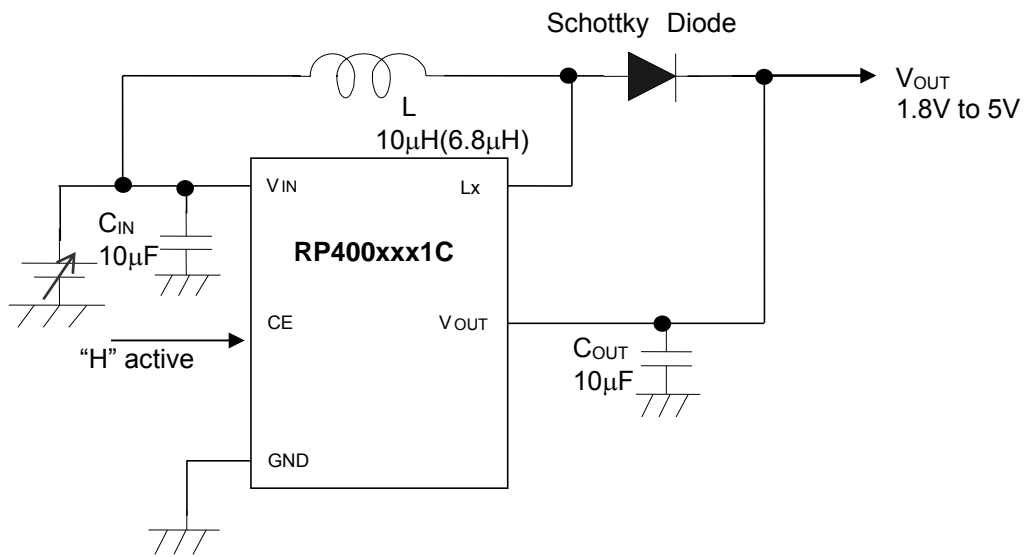 Schottky Diode
VOUT
1.8V to 5V
L
10μH(6.8μH)
VIN
Lx
CIN
10μF
RP400xxx1C
CE
VOUT
“H” active
COUT
10μF
GND